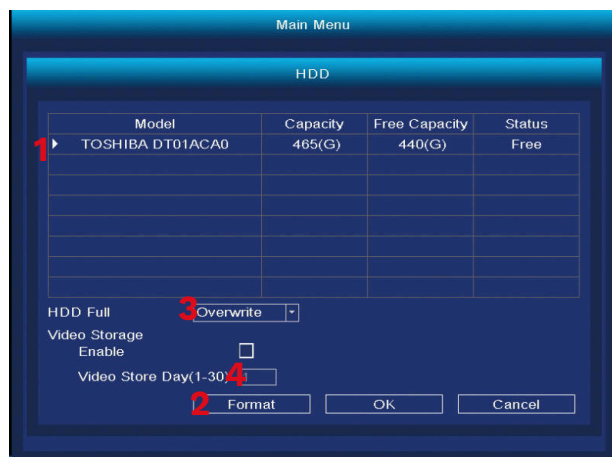 Main Menu
HDD
Model Capacity Free Capacity Status
1 TOSHIBA DT01ACA0 465(G) 440(G) Free
HDD Full 3 Overwrite
Video Storage
Enable
Video Store Day(1-30) 4
2 Format OK Cancel